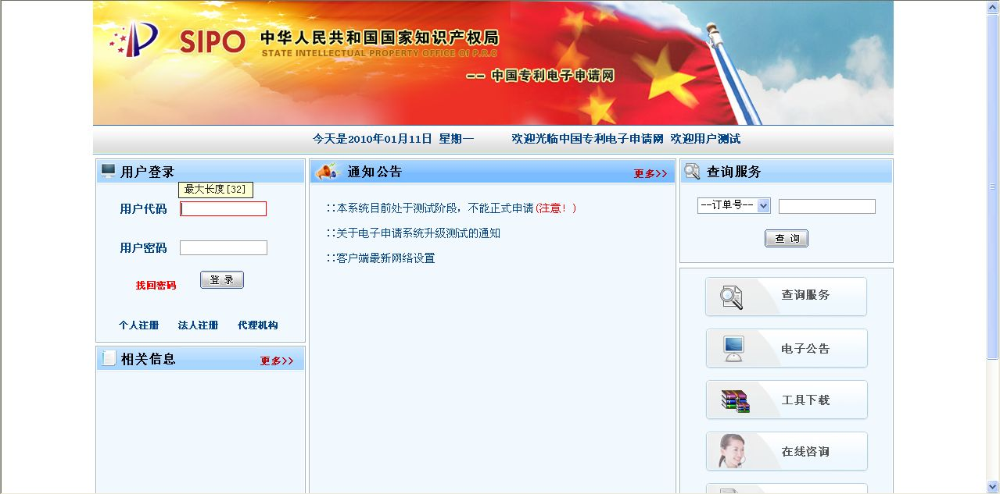 SIPO 中华人民共和国国家知识产权局
STATE INTELLECTUAL PROPERTY OFFICE OF P.R.C
-- 中国专利电子申请网
今天是2010年01月11日 星期一 欢迎光临中国专利电子申请网 欢迎用户测试
用户登录
最大长度[32]
用户代码
用户密码
找回密码 登 录
个人注册 法人注册 代理机构
相关信息 更多>>
通知公告 更多>>
::本系统目前处于测试阶段，不能正式申请(注意！)
::关于电子申请系统升级测试的通知
::客户端最新网络设置
查询服务
--订单号--
查 询
查询服务
电子公告
工具下载
在线咨询